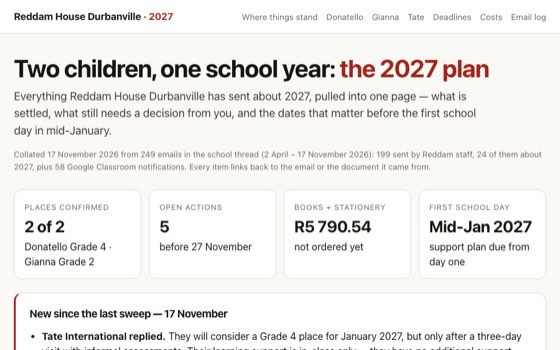 Reddam House Durbanville · 2027
Where things stand Donatello Gianna Tate Deadlines Costs Email log
Two children, one school year: the 2027 plan
Everything Reddam House Durbanville has sent about 2027, pulled into one page — what is
settled, what still needs a decision from you, and the dates that matter before the first school
day in mid-January.
Collated 17 November 2026 from 249 emails in the school thread (2 April – 17 November 2026): 199 sent by Reddam staff, 24 of them about
2027, plus 58 Google Classroom notifications. Every item links back to the email or the document it came from.
PLACES CONFIRMED
2 of 2
Donatello Grade 4 ·
Gianna Grade 2
OPEN ACTIONS
5
before 27 November
BOOKS + STATIONERY
R5 790.54
not ordered yet
FIRST SCHOOL DAY
Mid-Jan 2027
support plan due from
day one
New since the last sweep — 17 November
• Tate International replied. They will consider a Grade 4 place for January 2027, but only after a three-day